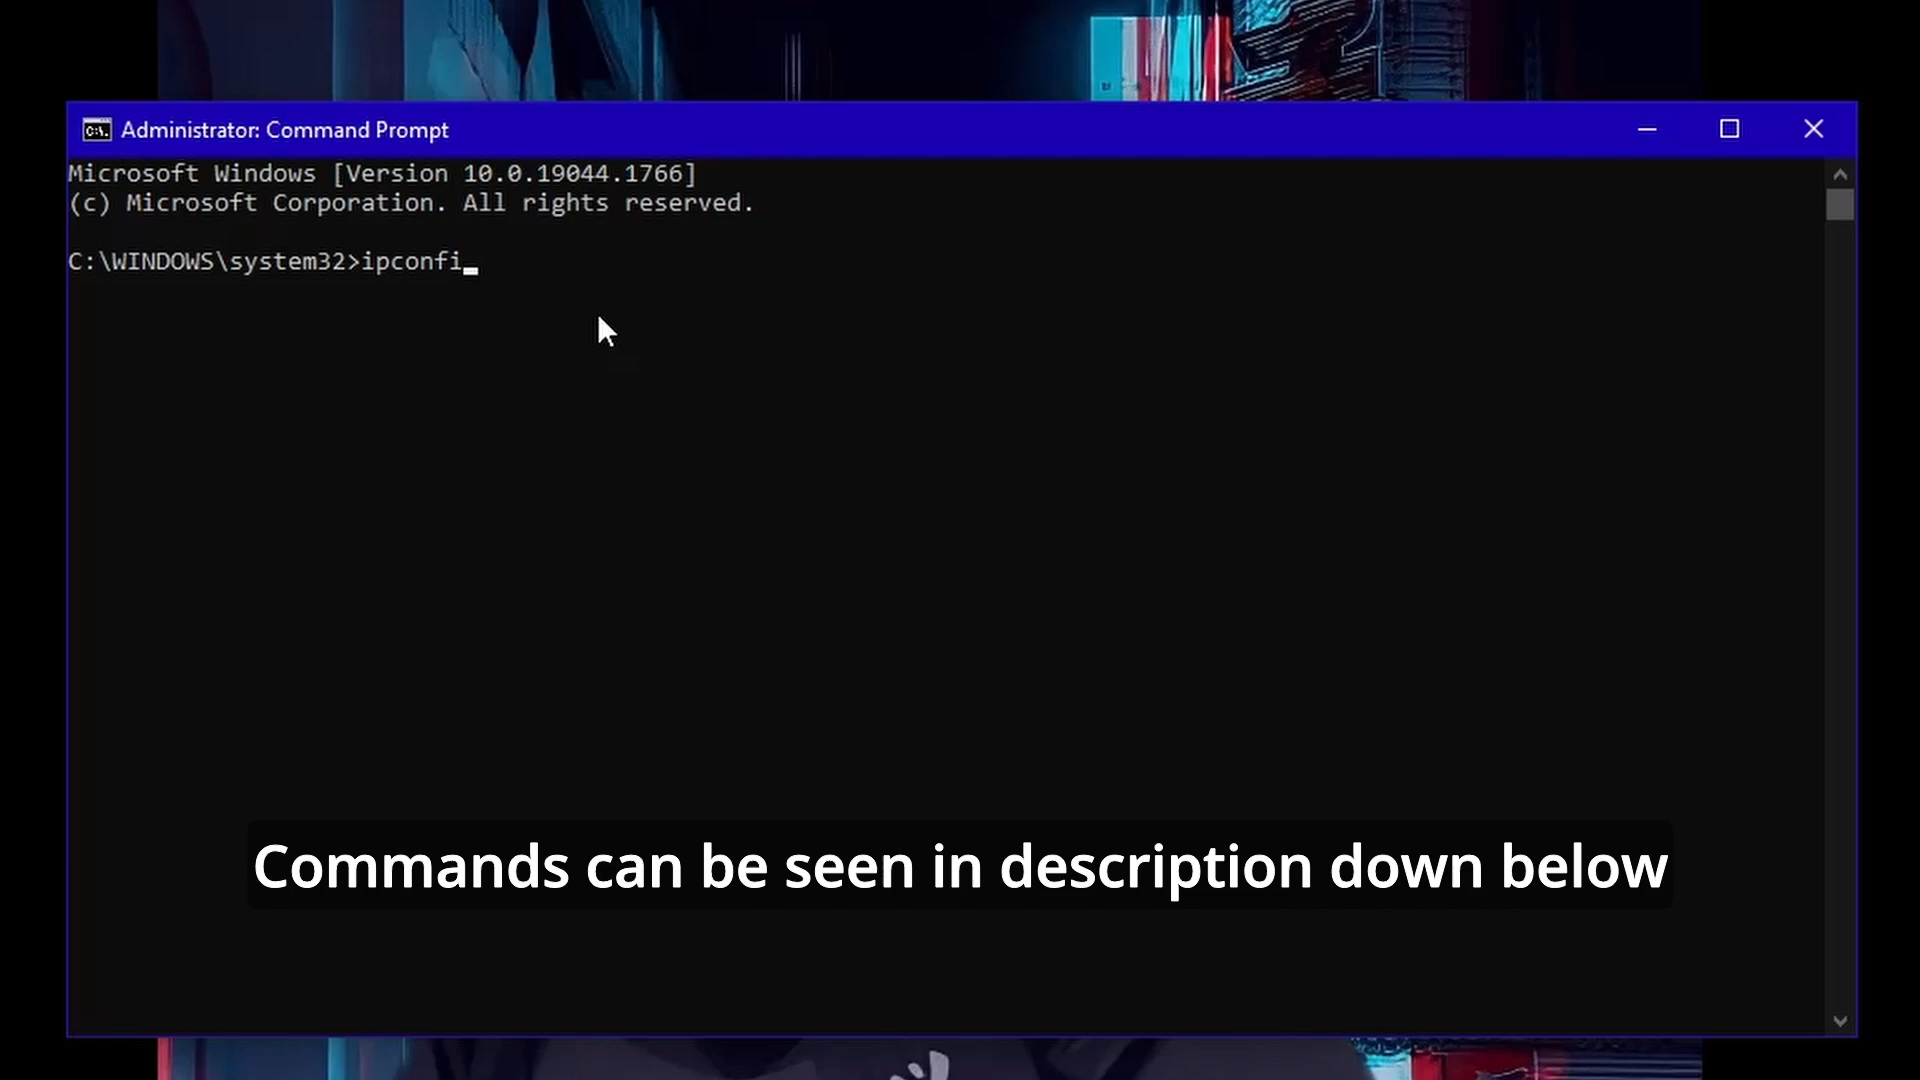 Administrator: Command Prompt
Microsoft Windows [Version 10.0.19044.1766]
(c) Microsoft Corporation. All rights reserved.
C:\WINDOWS\system32>ipconfi
Commands can be seen in description down below